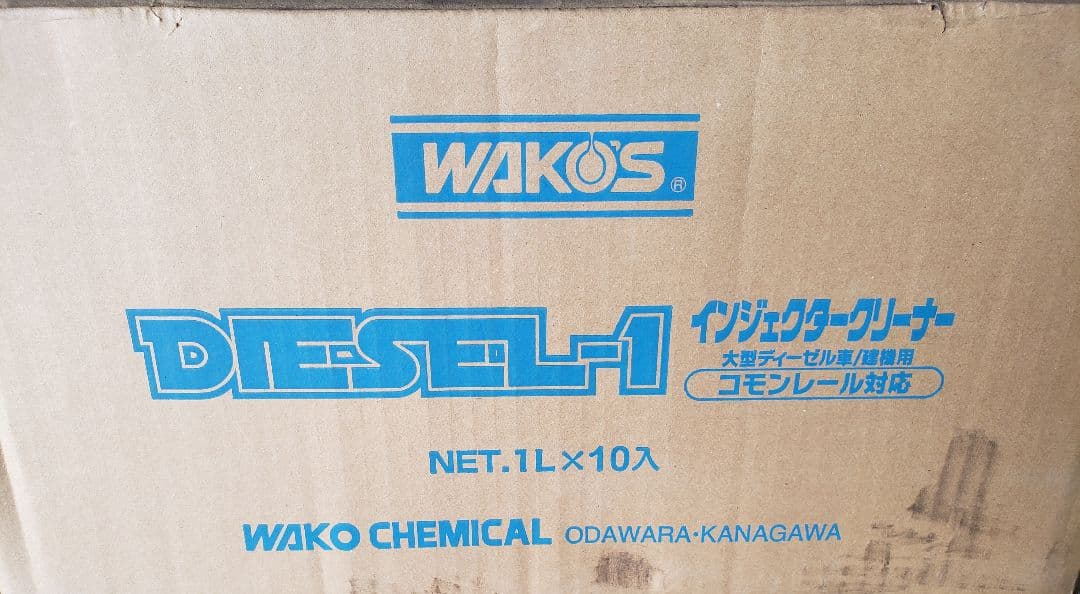 WAKO'S ®
DIESEL-1
インジェクタークリーナー
大型ディーゼル車/建機用
コモンレール対応
NET.1L×10入
WAKO CHEMICAL ODAWARA・KANAGAWA